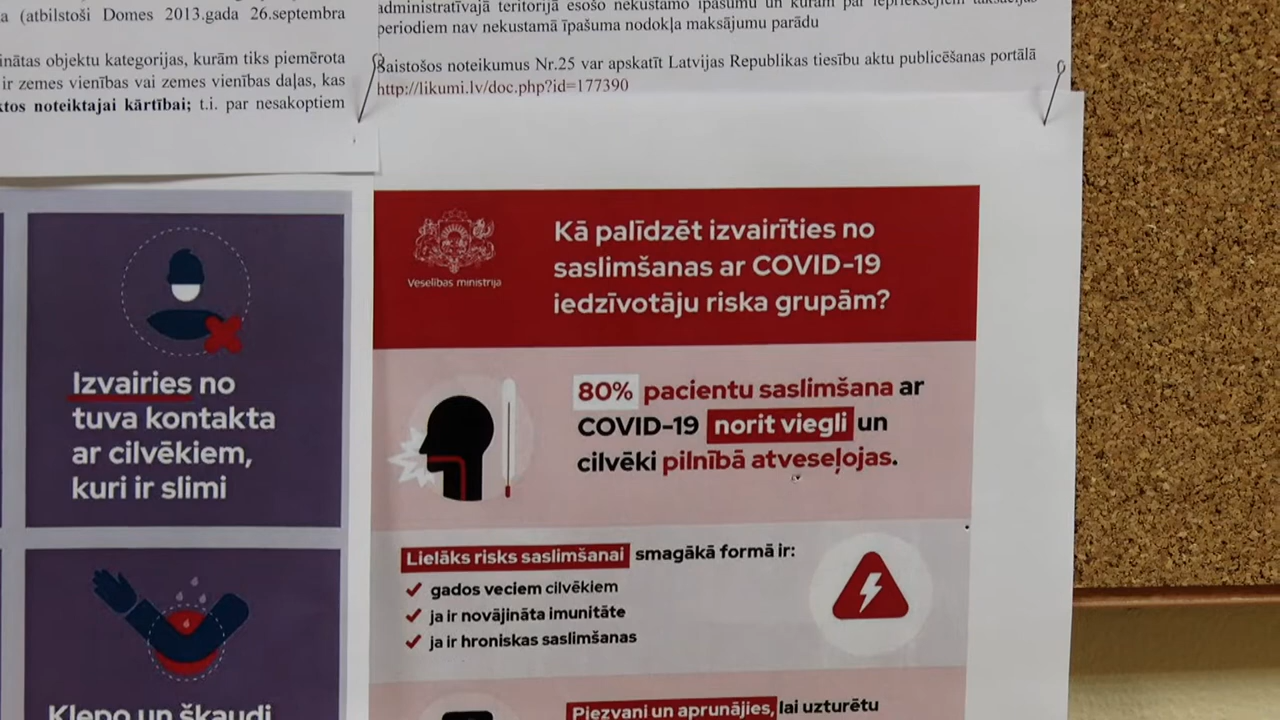 a (atbilstoši Domes 2013.gada 26.septembra
objektu kategorijas, kurām tiks piemērota
ir zemes vienības vai zemes vienības daļas, kas
noteiktajai kārtībai; t.i. par nesakoptiem
administratīvajā teritorijā esošo nekustamo īpašumu un kuram par iepriekšējiem taksācijas
periodiem nav nekustamā īpašuma nodokļa maksājumu parādu
Saistošos noteikumus Nr.25 var apskatīt Latvijas Republikas tiesību aktu publicēšanas portālā
http://likumi.lv/doc.php?id=177390
Izvairies no
tuva kontakta
ar cilvēkiem,
kuri ir slimi
Klepo un šķaudi
Veselības ministrija
Kā palīdzēt izvairīties no
saslimšanas ar COVID-19
iedzīvotāju riska grupām?
80% pacientu saslimšana ar
COVID-19 norit viegli un
cilvēki pilnībā atveseļojas.
Lielāks risks saslimšanai smagākā formā ir:
gados veciem cilvēkiem
ja ir novājināta imunitāte
ja ir hroniskas saslimšanas
Piezvani un aprunājies, lai uzturētu